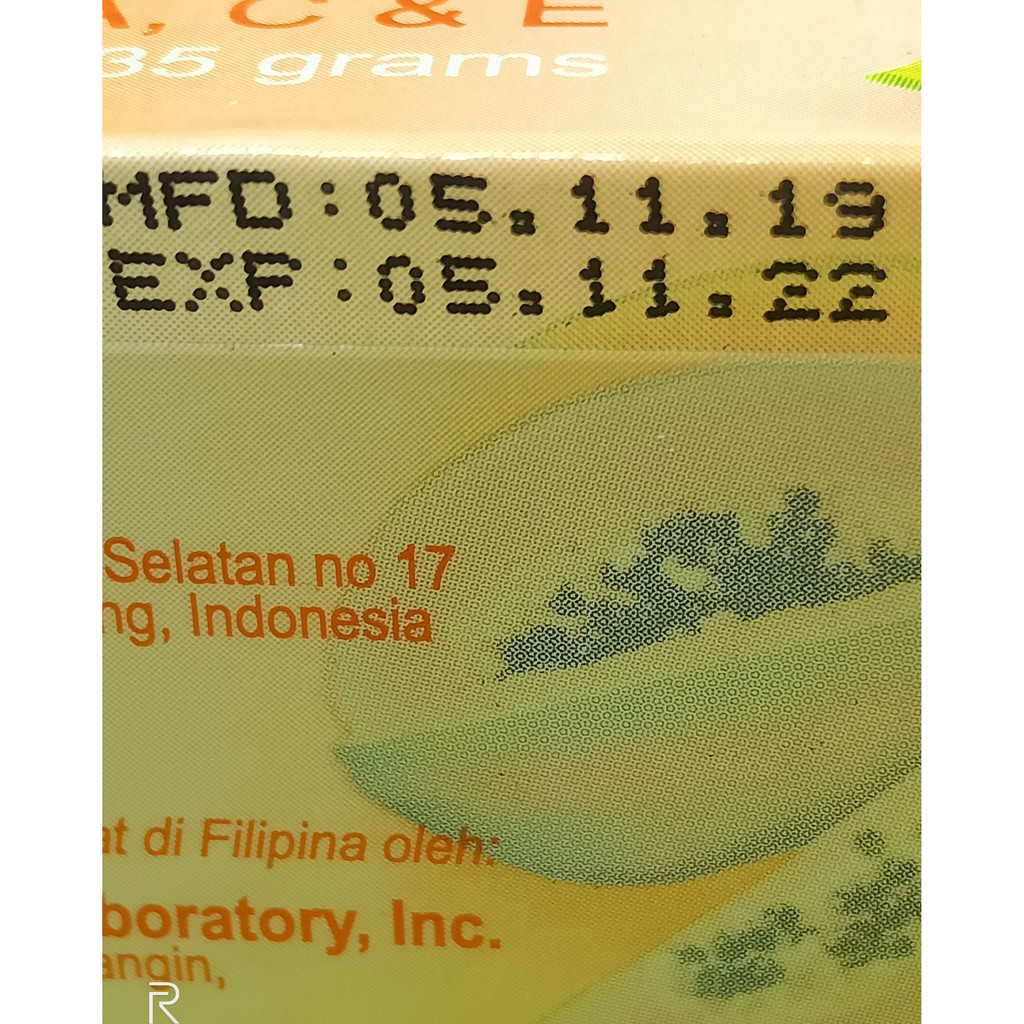 A, C & E
35 grams
MFD:05.11.19
EXP:05.11.22
Selatan no 17
ng, Indonesia
at di Filipina oleh:
boratory, Inc.
angin,
R